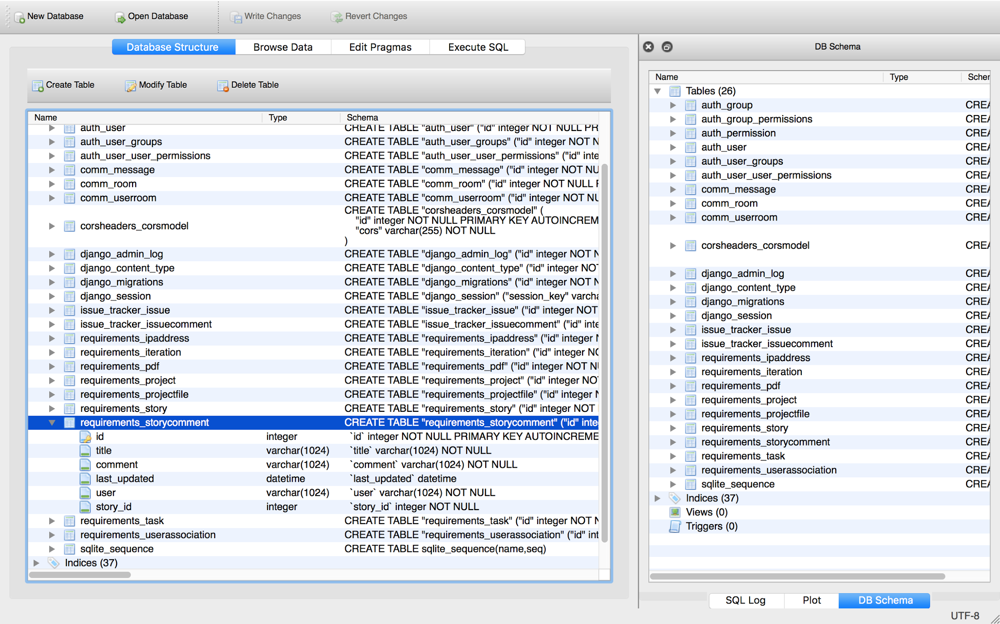 New Database
Open Database
Write Changes
Revert Changes
Database Structure
Browse Data
Edit Pragmas
Execute SQL
Create Table
Modify Table
Delete Table
Name Type Schema
auth_user CREATE TABLE "auth_user" ("id" integer NOT NULL PR
auth_user_groups CREATE TABLE "auth_user_groups" ("id" integer NOT N
auth_user_user_permissions CREATE TABLE "auth_user_user_permissions" ("id" inte
comm_message CREATE TABLE "comm_message" ("id" integer NOT NU
comm_room CREATE TABLE "comm_room" ("id" integer NOT NULL P
comm_userroom CREATE TABLE "comm_userroom" ("id" integer NOT NU
corsheaders_corsmodel CREATE TABLE "corsheaders_corsmodel" (
"id" integer NOT NULL PRIMARY KEY AUTOINCREM
"cors" varchar(255) NOT NULL
)
django_admin_log CREATE TABLE "django_admin_log" ("id" integer NOT N
django_content_type CREATE TABLE "django_content_type" ("id" integer NOT
django_migrations CREATE TABLE "django_migrations" ("id" integer NOT N
django_session CREATE TABLE "django_session" ("session_key" varcha
issue_tracker_issue CREATE TABLE "issue_tracker_issue" ("id" integer NOT
issue_tracker_issuecomment CREATE TABLE "issue_tracker_issuecomment" ("id" inte
requirements_ipaddress CREATE TABLE "requirements_ipaddress" ("id" integer N
requirements_iteration CREATE TABLE "requirements_iteration" ("id" integer NO
requirements_pdf CREATE TABLE "requirements_pdf" ("id" integer NOT NU
requirements_project CREATE TABLE "requirements_project" ("id" integer NOT
requirements_projectfile CREATE TABLE "requirements_projectfile" ("id" integer N
requirements_story CREATE TABLE "requirements_story" ("id" integer NOT
requirements_storycomment CREATE TABLE "requirements_storycomment" ("id" inte
id integer `id` integer NOT NULL PRIMARY KEY AUTOINCREME
title varchar(1024) `title` varchar(1024) NOT NULL
comment varchar(1024) `comment` varchar(1024) NOT NULL
last_updated datetime `last_updated` datetime
user varchar(1024) `user` varchar(1024) NOT NULL
story_id integer `story_id` integer NOT NULL
requirements_task CREATE TABLE "requirements_task" ("id" integer NOT N
requirements_userassociation CREATE TABLE "requirements_userassociation" ("id" int
sqlite_sequence CREATE TABLE sqlite_sequence(name,seq)
Indices (37)
DB Schema
Name Type Schem
Tables (26)
auth_group CREA
auth_group_permissions CREA
auth_permission CREA
auth_user CREA
auth_user_groups CREA
auth_user_user_permissions CREA
comm_message CREA
comm_room CREA
comm_userroom CREA
corsheaders_corsmodel CREA
django_admin_log CREA
django_content_type CREA
django_migrations CREA
django_session CREA
issue_tracker_issue CREA
issue_tracker_issuecomment CREA
requirements_ipaddress CREA
requirements_iteration CREA
requirements_pdf CREA
requirements_project CREA
requirements_projectfile CREA
requirements_story CREA
requirements_storycomment CREA
requirements_task CREA
requirements_userassociation CREA
sqlite_sequence CREA
Indices (37)
Views (0)
Triggers (0)
SQL Log
Plot
DB Schema
UTF-8